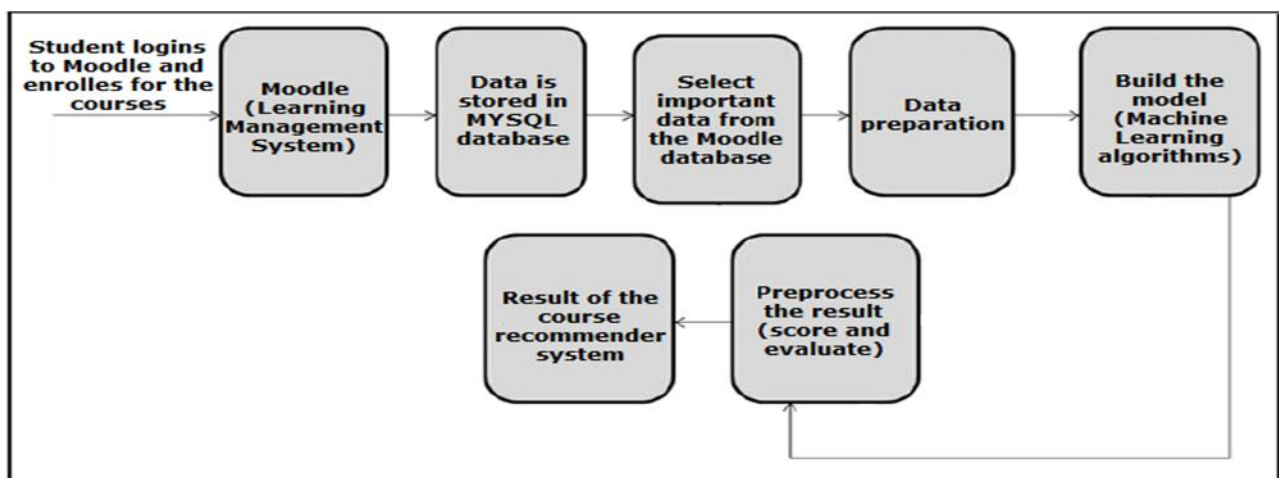 Student logins
to Moodle and
enrolles for the
courses
Moodle
(Learning
Management
System)
Data is
stored in
MYSQL
database
Select
important
data from
the Moodle
database
Data
preparation
Build the
model
(Machine
Learning
algorithms)
Preprocess
the result
(score and
evaluate)
Result of the
course
recommender
system